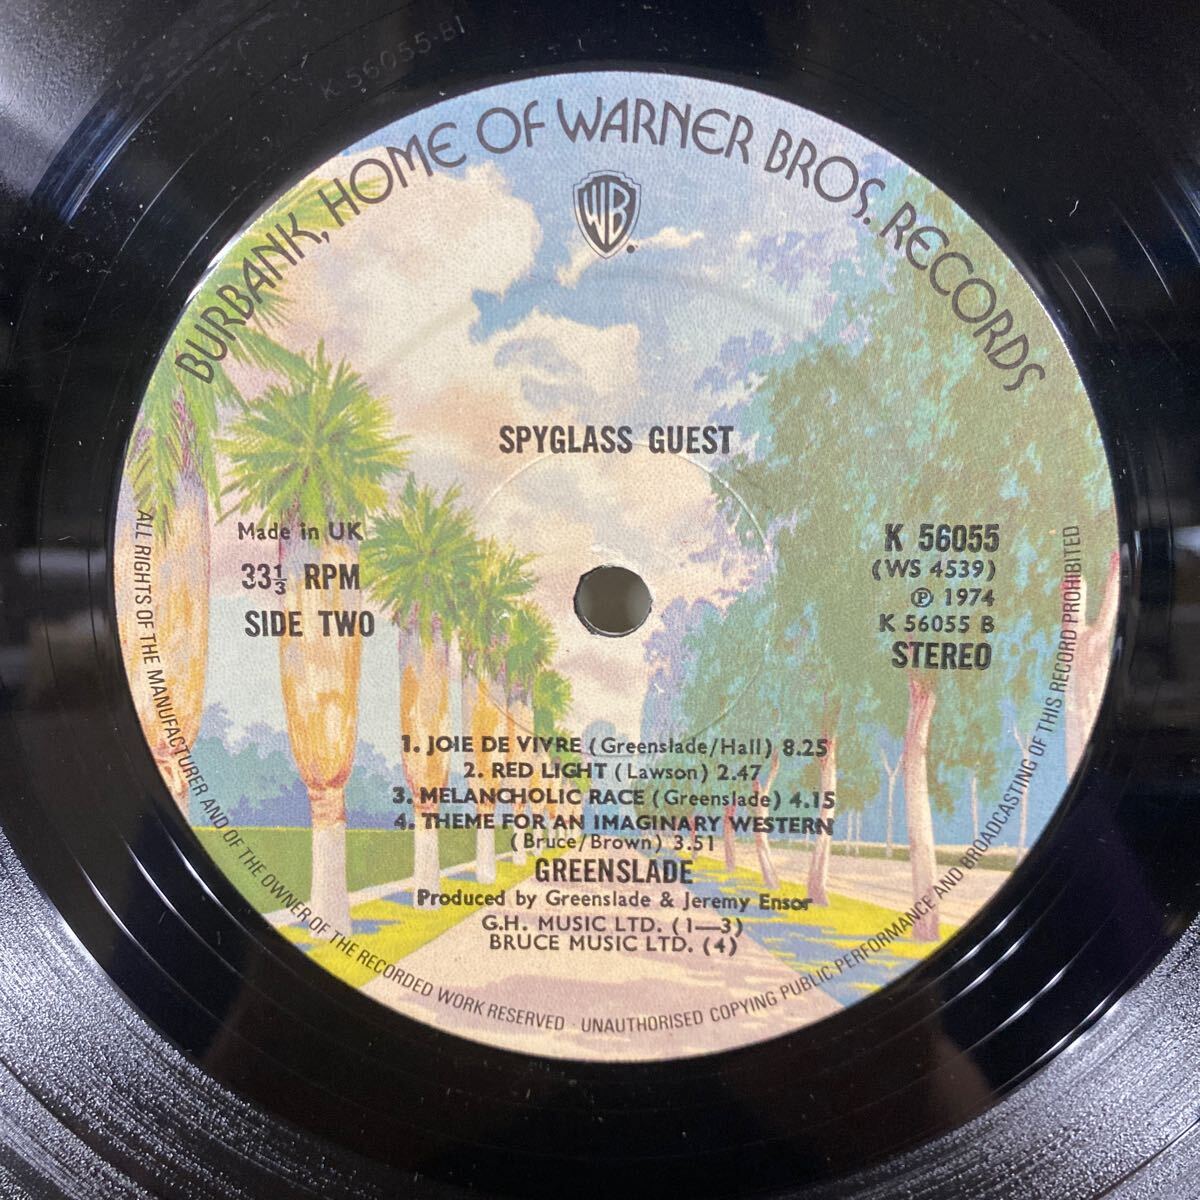 K 56055 B1
BURBANK, HOME OF WARNER BROS. RECORDS
WB
SPYGLASS GUEST
Made in UK
33⅓ RPM
SIDE TWO
K 56055
(WS 4539)
℗ 1974
K 56055 B
STEREO
1. JOIE DE VIVRE (Greenslade/Hall) 8.25
2. RED LIGHT (Lawson) 2.47
3. MELANCHOLIC RACE (Greenslade) 4.15
4. THEME FOR AN IMAGINARY WESTERN
(Bruce/Brown) 3.51
GREENSLADE
Produced by Greenslade & Jeremy Ensor
G.H. MUSIC LTD. (1—3)
BRUCE MUSIC LTD. (4)
ALL RIGHTS OF THE MANUFACTURER AND OF THE OWNER OF THE RECORDED WORK RESERVED · UNAUTHORISED COPYING PUBLIC PERFORMANCE AND BROADCASTING OF THIS RECORD PROHIBITED